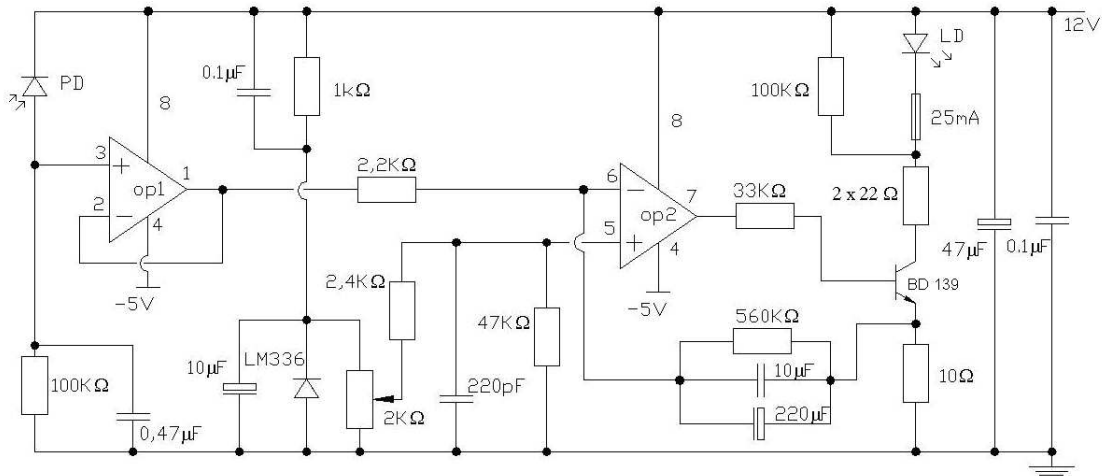 12V
PD
8
0.1µF
1kΩ
100KΩ
LD
25mA
3
+
1
op1
2
−
4
-5V
2,2KΩ
6
−
8
7
op2
5
+
4
-5V
33KΩ
2 x 22 Ω
BD 139
47µF
0.1µF
2,4KΩ
47KΩ
560KΩ
10µF
220µF
10Ω
100KΩ
0,47µF
10µF
LM336
2KΩ
220pF